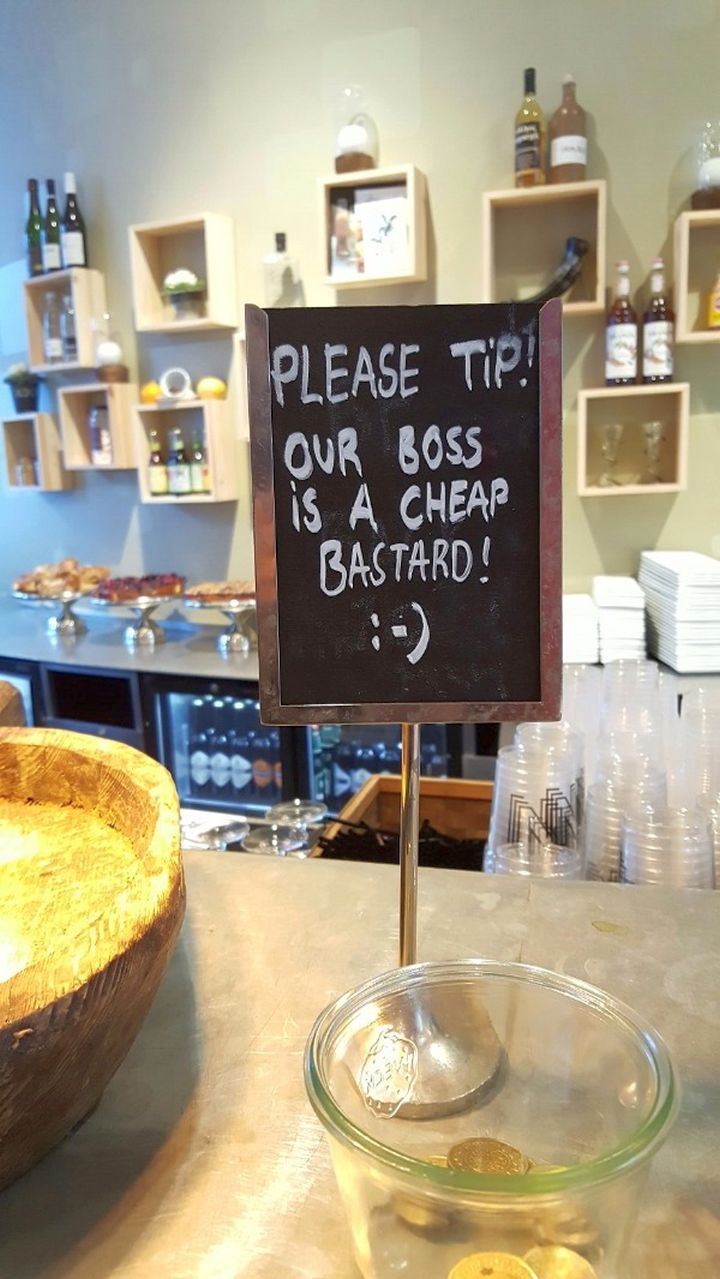 PLEASE TiP!
OUR BOSS
iS A CHEAP
BASTARD!
:-)